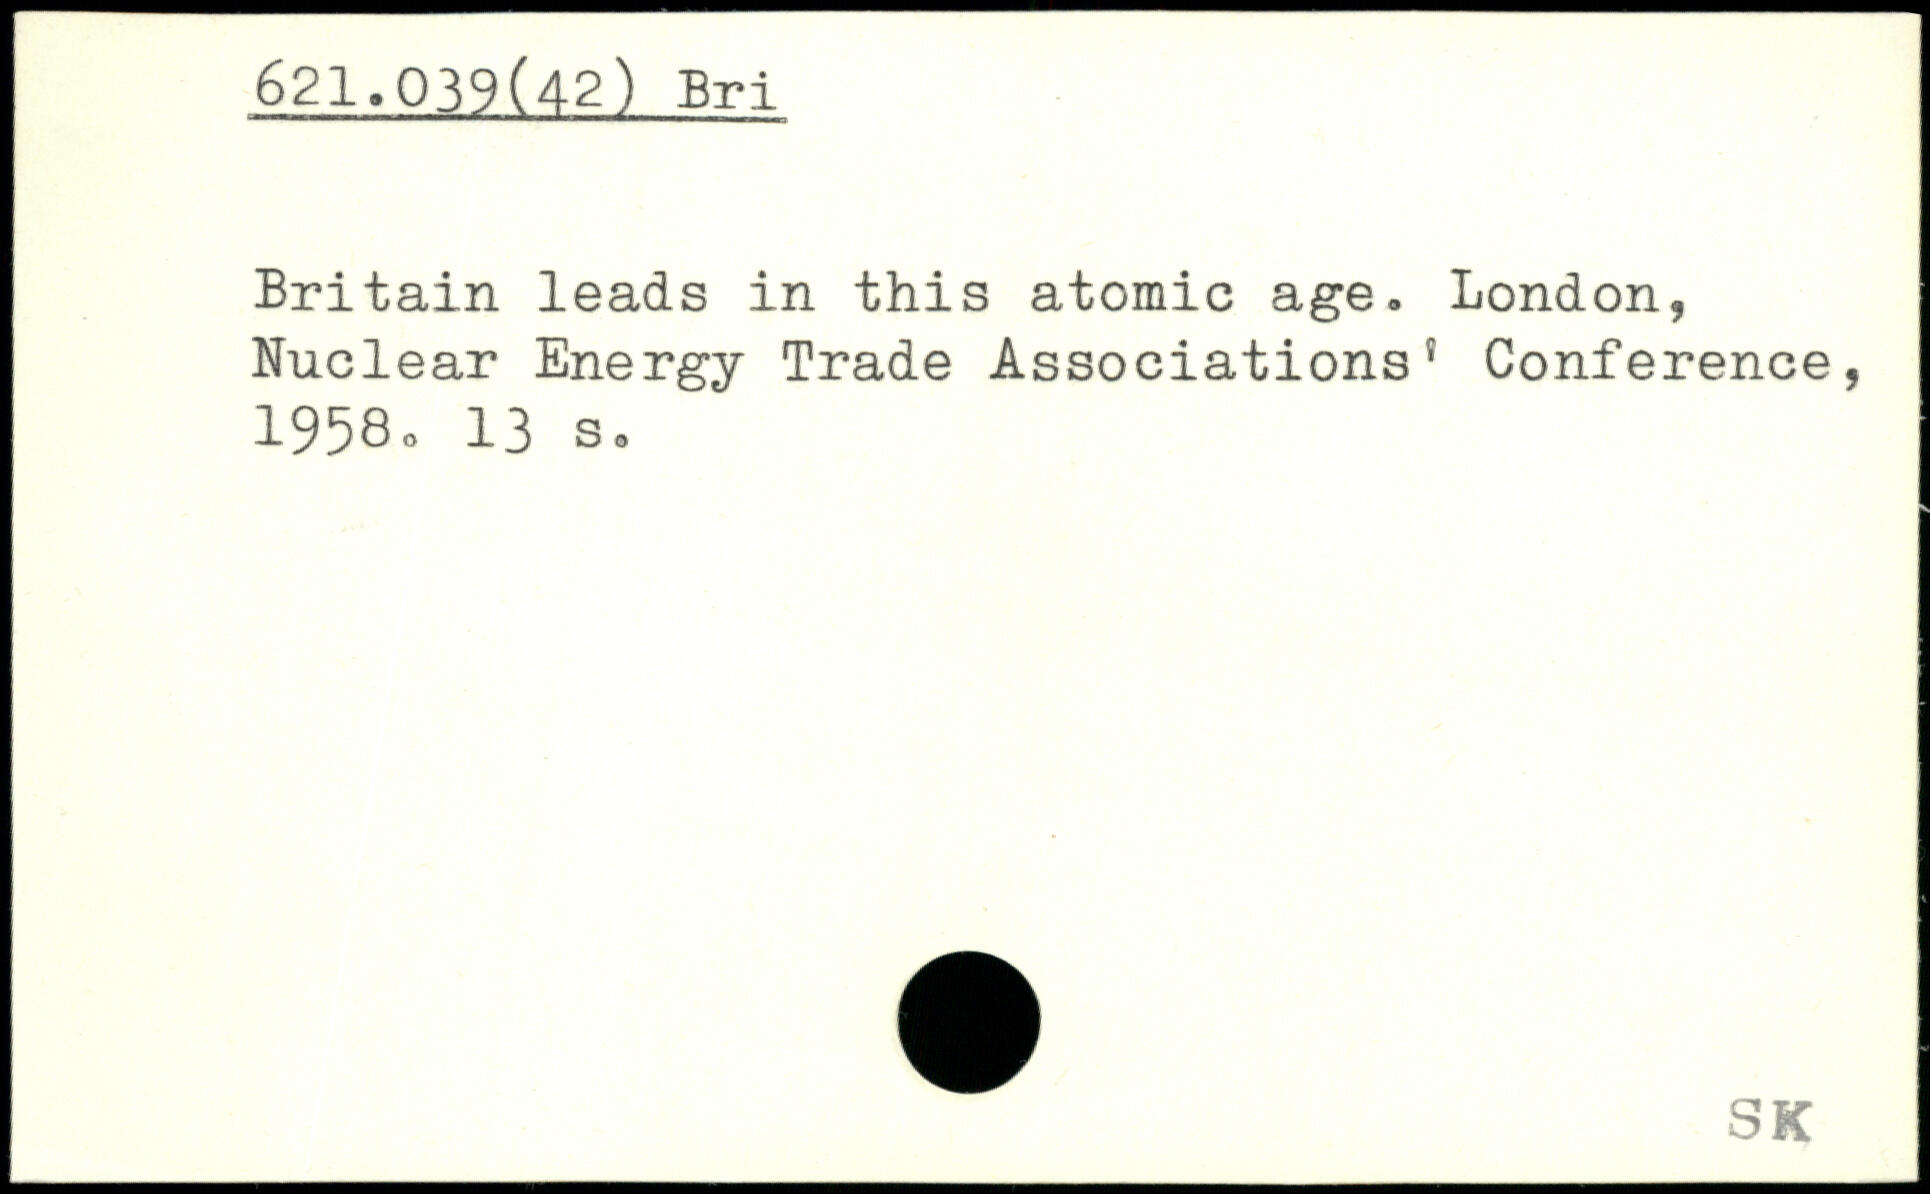 621.039(42) Bri
Britain leads in this atomic age. London,
Nuclear Energy Trade Associations' Conference,
1958. 13 s.
SK